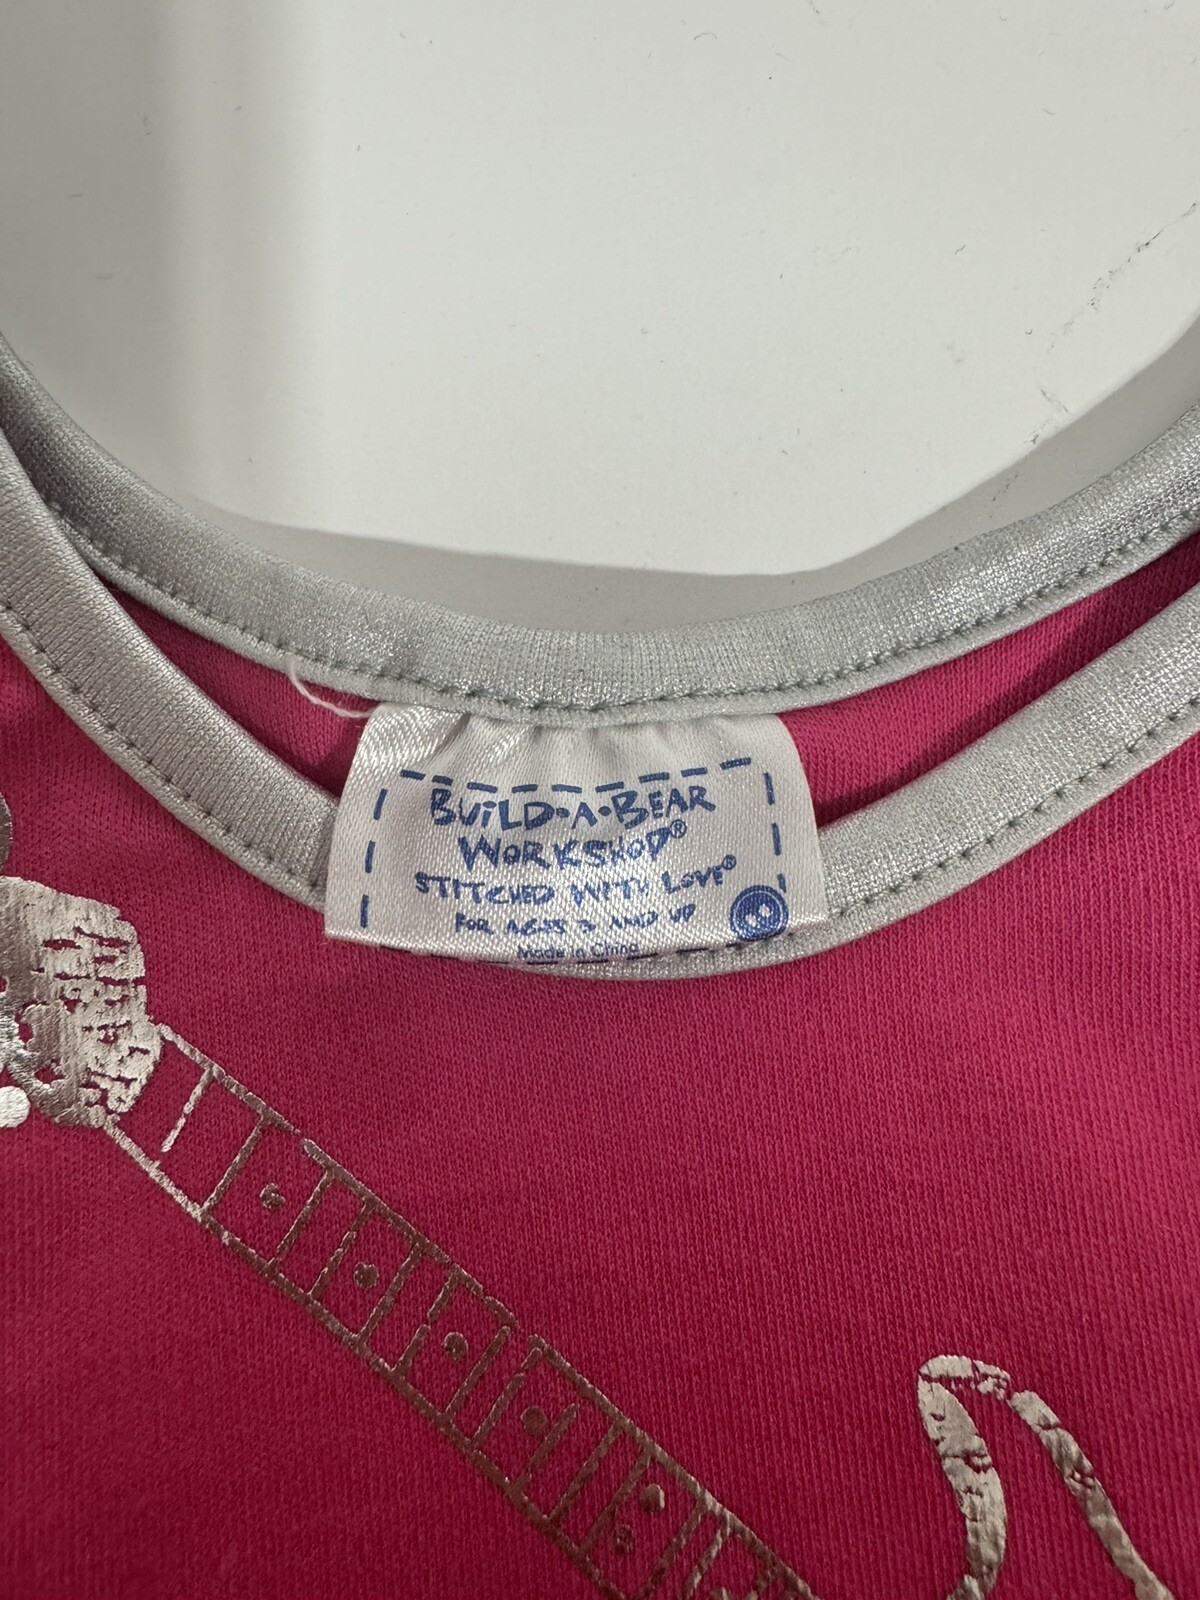 BUILD-A-BEAR
WORKSHOP®
STITCHED WITH LOVE®
FOR AGES 3 AND UP
Made in China